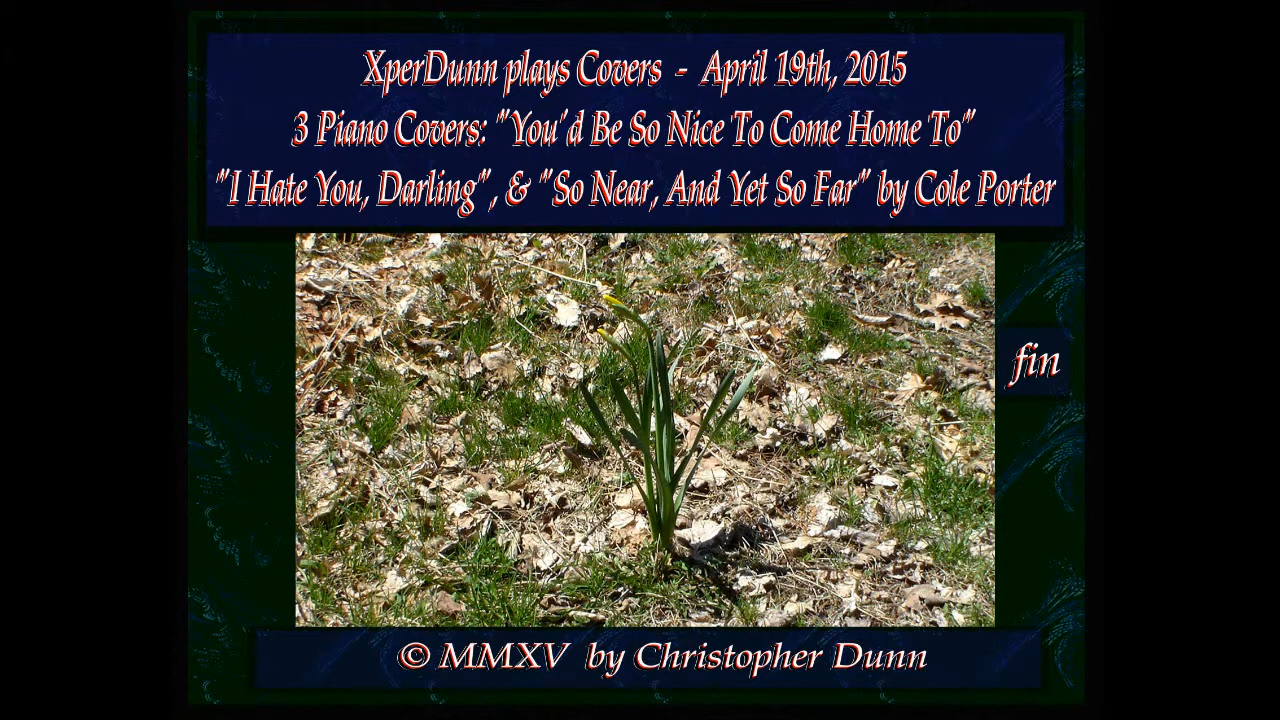 XperDunn plays Covers - April 19th, 2015
3 Piano Covers: "You'd Be So Nice To Come Home To"
"I Hate You, Darling", & "So Near, And Yet So Far" by Cole Porter
fin
© MMXV by Christopher Dunn